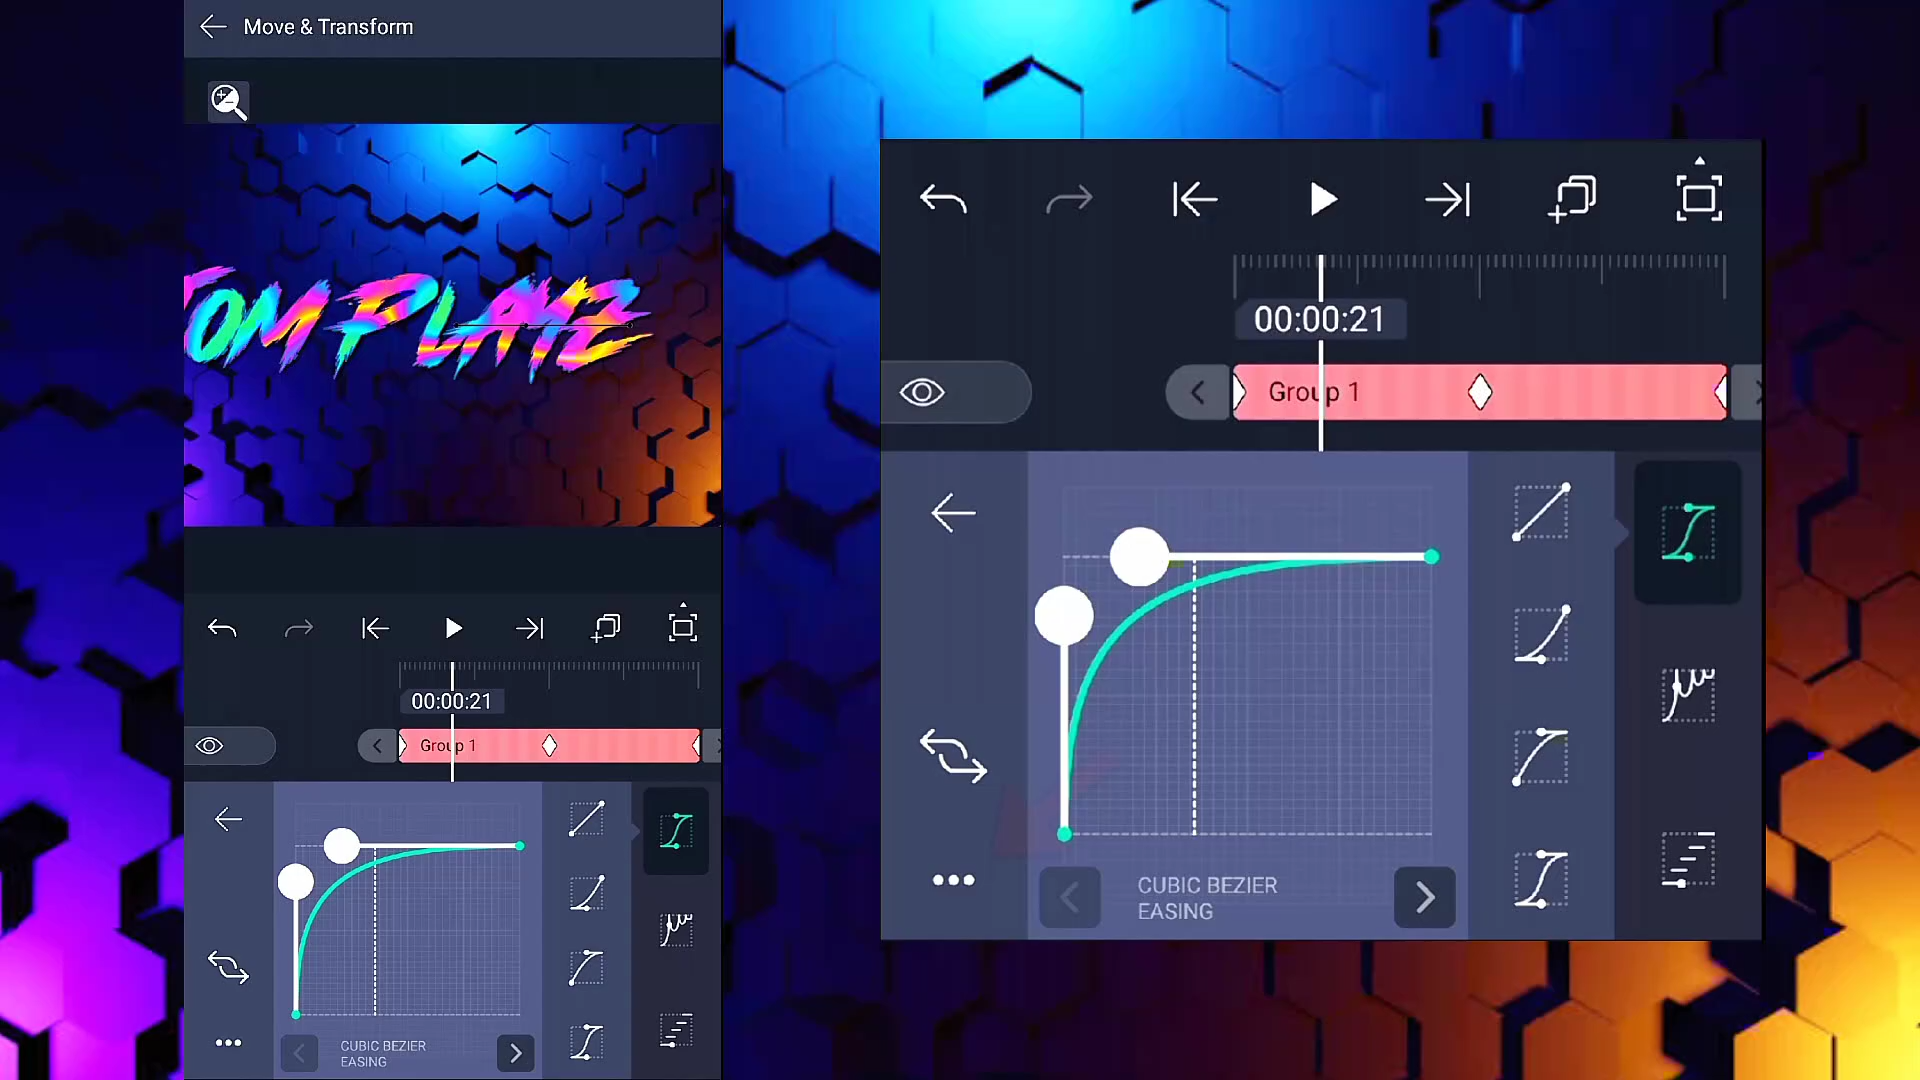 Move & Transform
TOM PLAYZ
00:00:21
Group 1
CUBIC BEZIER
EASING
00:00:21
Group 1
CUBIC BEZIER
EASING